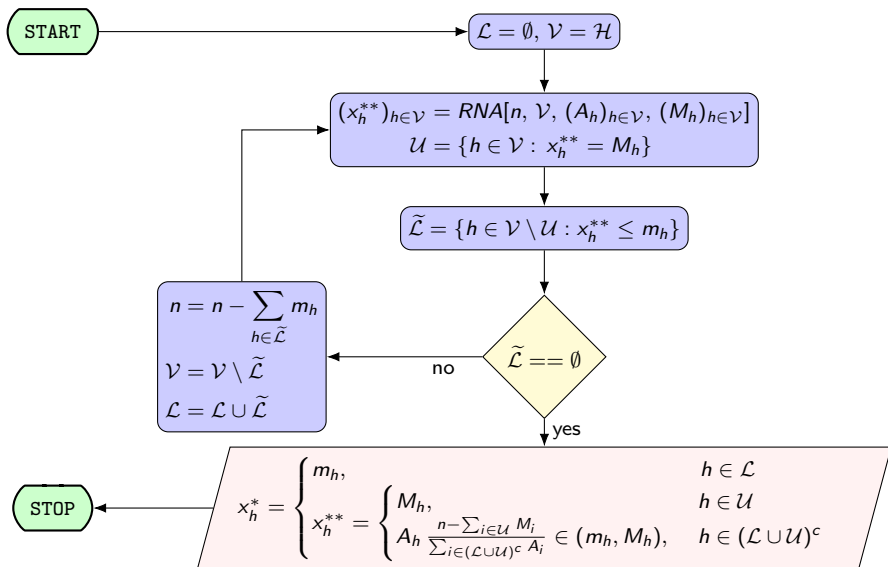 START
ℒ = ∅, 𝒱 = ℋ
(x_h^{**})_{h∈𝒱} = RNA[n, 𝒱, (A_h)_{h∈𝒱}, (M_h)_{h∈𝒱}]
𝒰 = {h ∈ 𝒱 : x_h^{**} = M_h}
ℒ̃ = {h ∈ 𝒱 \ 𝒰 : x_h^{**} ≤ m_h}
n = n − ∑_{h∈ℒ̃} m_h
𝒱 = 𝒱 \ ℒ̃
ℒ = ℒ ∪ ℒ̃
no
ℒ̃ == ∅
yes
STOP
x_h^* = { m_h, h ∈ ℒ
x_h^{**} = { M_h, h ∈ 𝒰
A_h \frac{n−∑_{i∈𝒰} M_i}{∑_{i∈(ℒ∪𝒰)^c} A_i} ∈ (m_h, M_h), h ∈ (ℒ ∪ 𝒰)^c